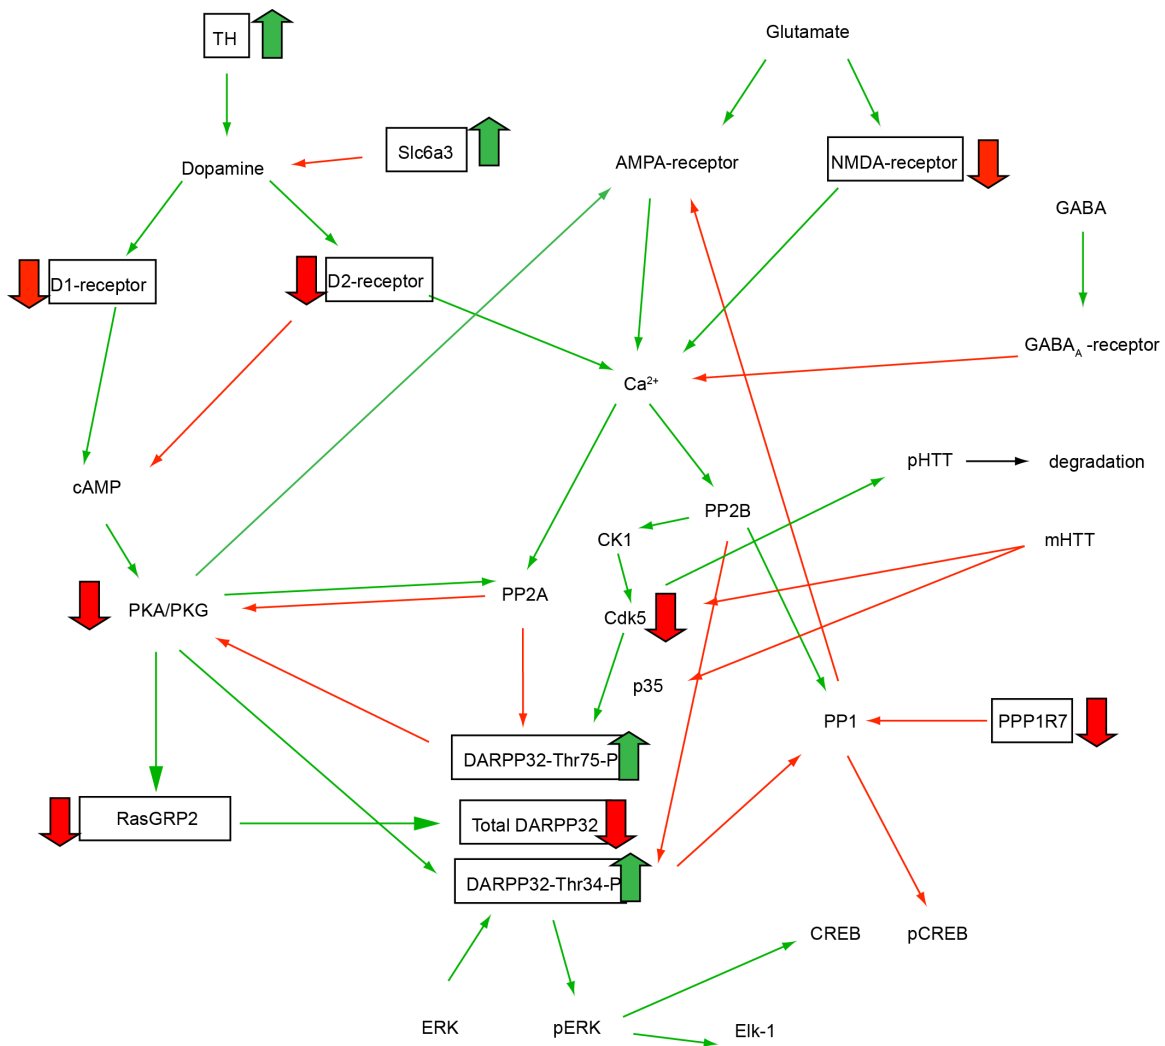 Glutamate
TH
Slc6a3
Dopamine
AMPA-receptor
NMDA-receptor
GABA
D1-receptor
D2-receptor
GABAA -receptor
Ca2+
pHTT
degradation
cAMP
PP2B
CK1
mHTT
PP2A
PKA/PKG
Cdk5
p35
PP1
PPP1R7
DARPP32-Thr75-P
RasGRP2
Total DARPP32
DARPP32-Thr34-P
CREB
pCREB
ERK
pERK
Elk-1